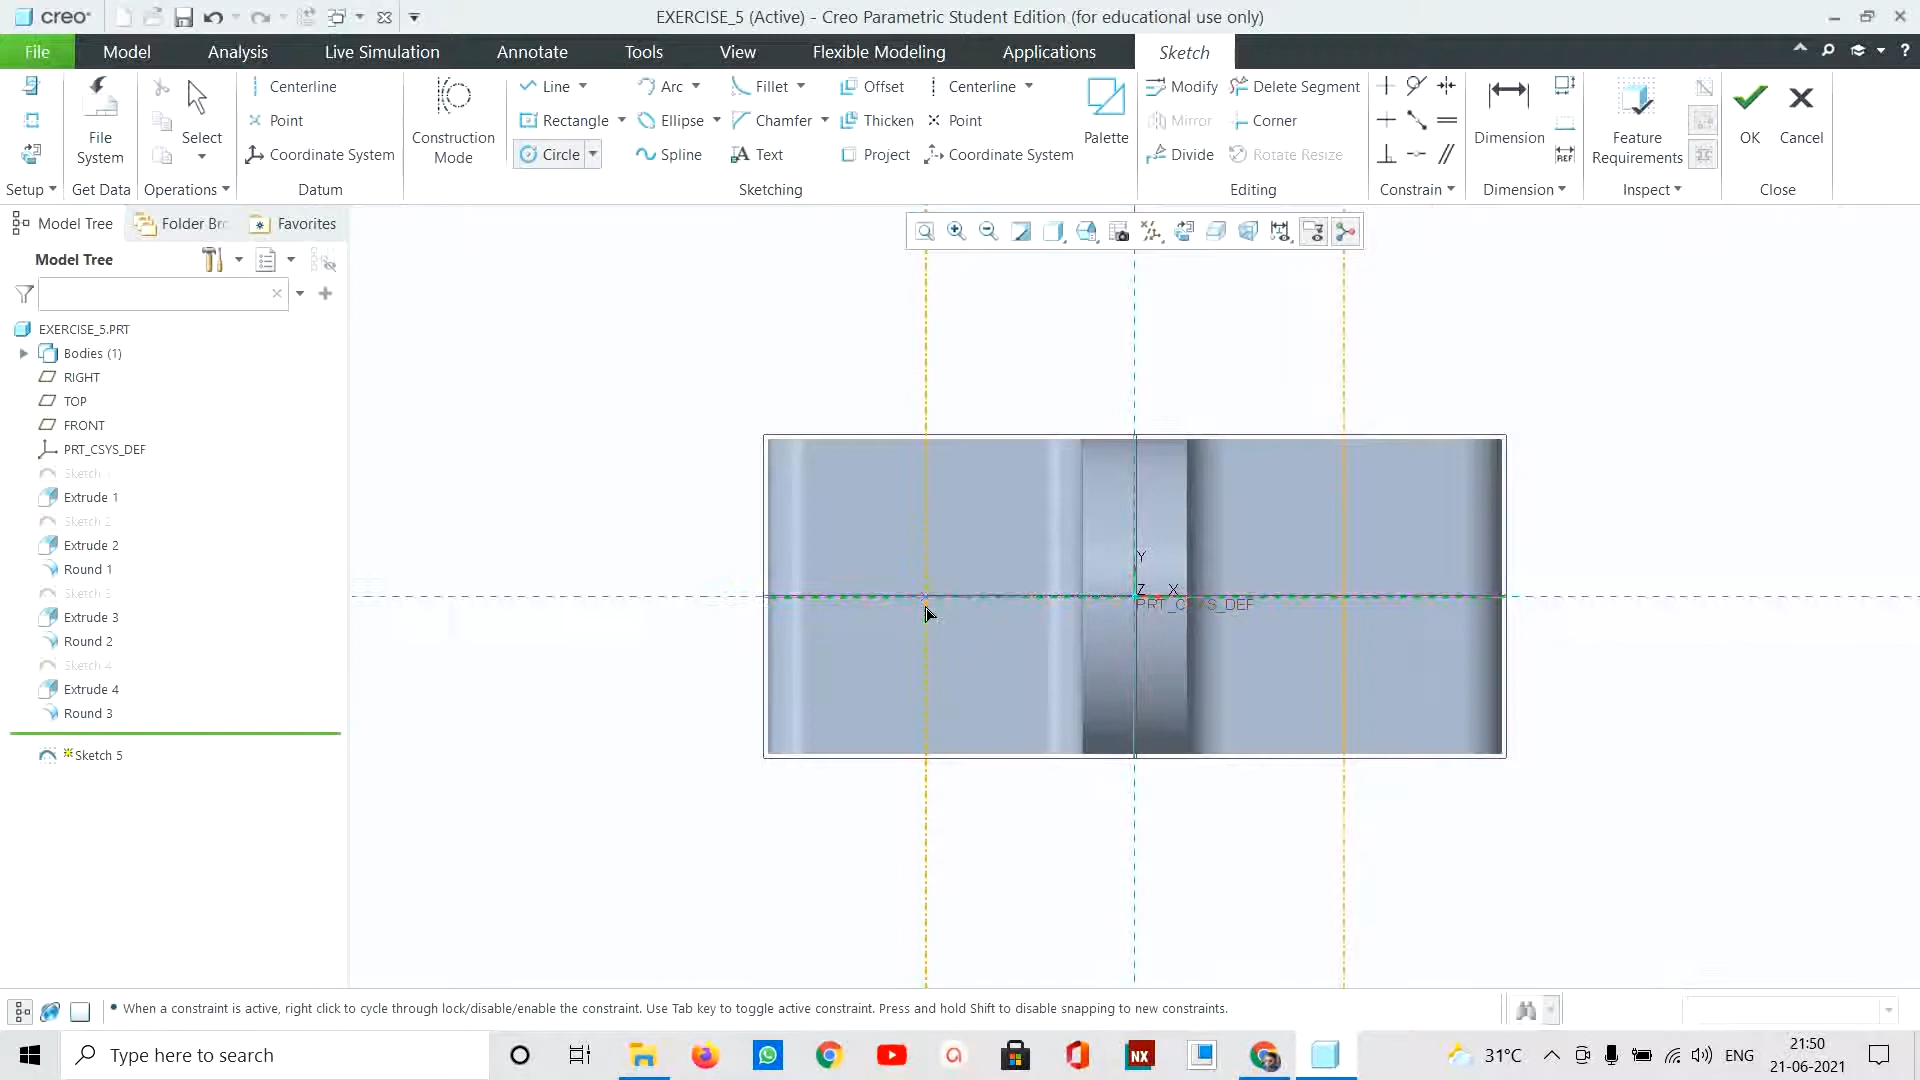 creo
EXERCISE_5 (Active) - Creo Parametric Student Edition (for educational use only)
File Model Analysis Live Simulation Annotate Tools View Flexible Modeling Applications Sketch
Centerline
Point
Coordinate System
File System
Select
Construction Mode
Line Arc Fillet Offset Centerline
Rectangle Ellipse Chamfer Thicken Point
Circle Spline Text Project Coordinate System
Palette
Modify Delete Segment
Mirror Corner
Divide Rotate Resize
Dimension
REF
Feature Requirements
OK
Cancel
Setup Get Data Operations Datum Sketching Editing Constrain Dimension Inspect Close
Model Tree Folder Br Favorites
Model Tree
EXERCISE_5.PRT
Bodies (1)
RIGHT
TOP
FRONT
PRT_CSYS_DEF
Sketch
Extrude 1
Sketch 2
Extrude 2
Round 1
Sketch 3
Extrude 3
Round 2
Sketch 4
Extrude 4
Round 3
Sketch 5
Y
Z X
PRT_CSYS_DEF
When a constraint is active, right click to cycle through lock/disable/enable the constraint. Use Tab key to toggle active constraint. Press and hold Shift to disable snapping to new constraints.
Type here to search
NX
31°C
ENG
21:50
21-06-2021